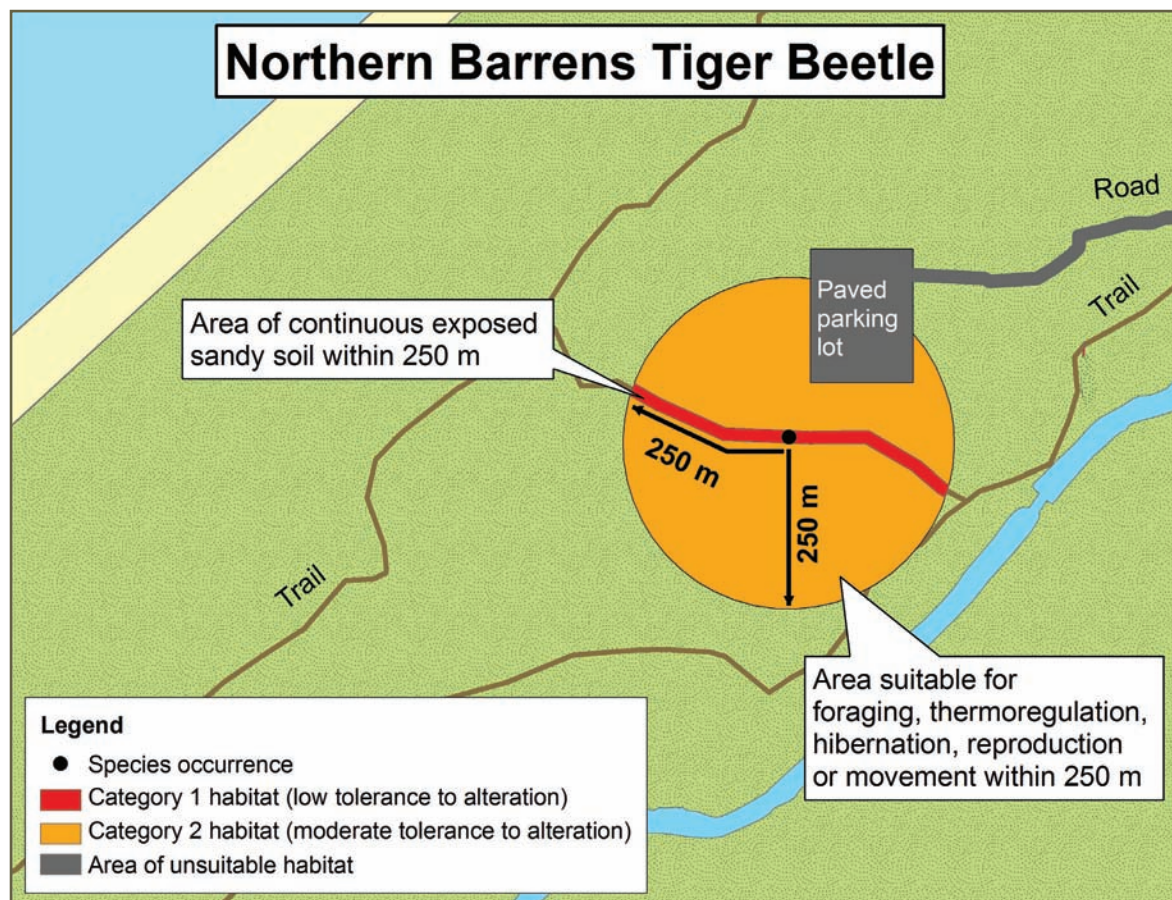 Northern Barrens Tiger Beetle
Road
Paved
parking
lot
Trail
Area of continuous exposed
sandy soil within 250 m
250 m
250 m
Trail
Area suitable for
foraging, thermoregulation,
hibernation, reproduction
or movement within 250 m
Legend
Species occurrence
Category 1 habitat (low tolerance to alteration)
Category 2 habitat (moderate tolerance to alteration)
Area of unsuitable habitat